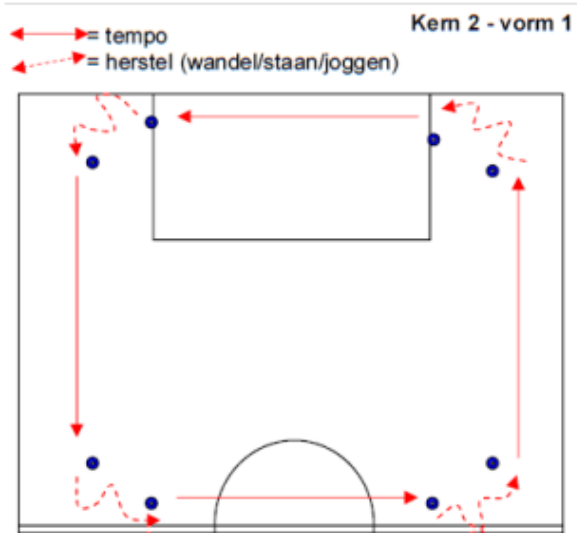 Kern 2 - vorm 1
= tempo
= herstel (wandel/staan/joggen)